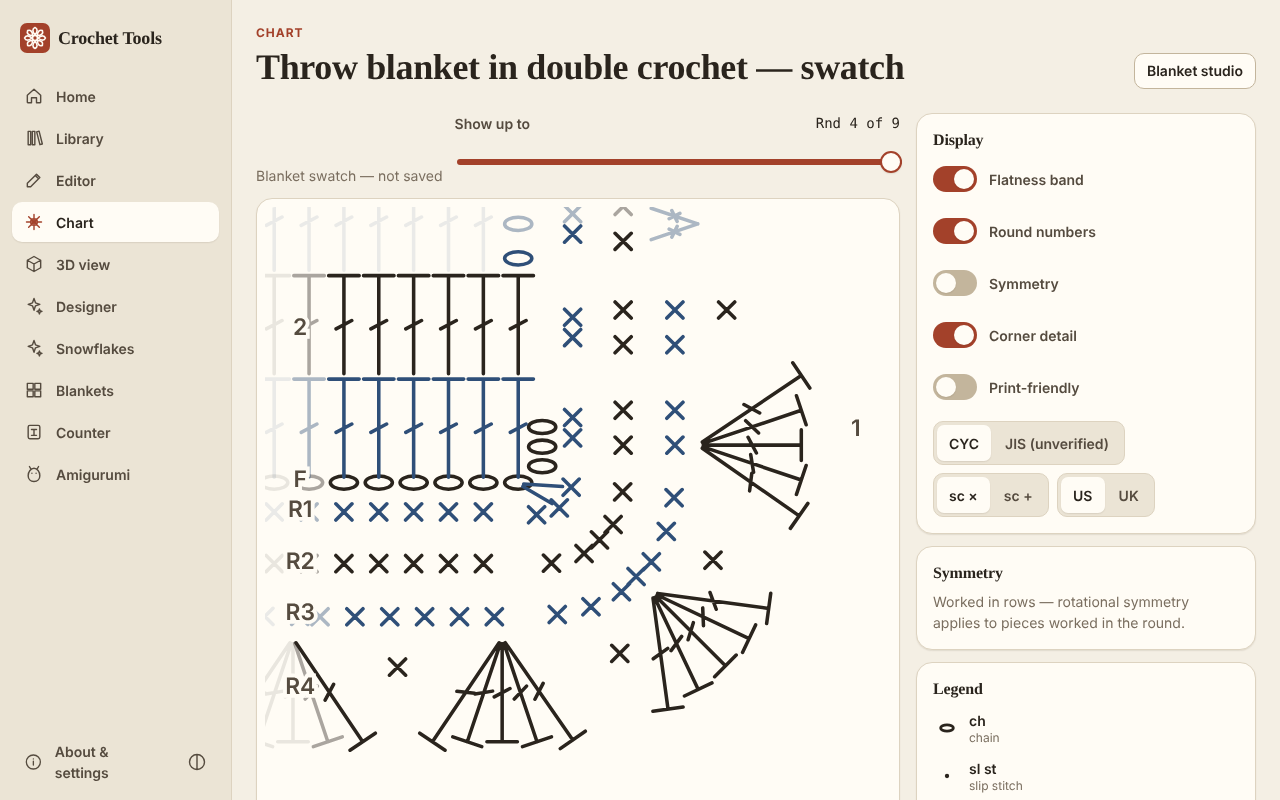 Crochet Tools
Home
Library
Editor
Chart
3D view
Designer
Snowflakes
Blankets
Counter
Amigurumi
About &
settings
CHART
Throw blanket in double crochet — swatch
Blanket studio
Show up to
Rnd 4 of 9
Blanket swatch — not saved
2
1
F
R1
R2
R3
R4
Display
Flatness band
Round numbers
Symmetry
Corner detail
Print-friendly
CYC JIS (unverified)
sc × sc + US UK
Symmetry
Worked in rows — rotational symmetry
applies to pieces worked in the round.
Legend
ch
chain
sl st
slip stitch